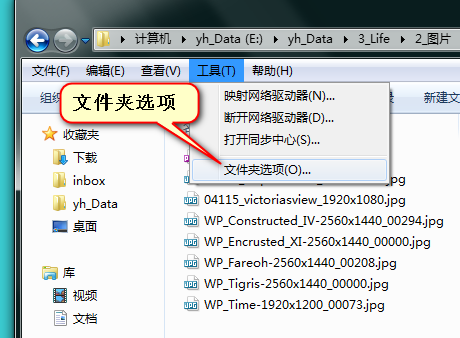 计算机 yh_Data (E:) yh_Data 3_Life 2_图片
文件(F) 编辑(E) 查看(V) 工具(T) 帮助(H)
组织
新建文
映射网络驱动器(N)...
断开网络驱动器(D)...
打开同步中心(S)...
文件夹选项(O)...
文件夹选项
收藏夹
下载
inbox
yh_Data
桌面
库
视频
文档
.jpg
04115_victoriasview_1920x1080.jpg
WP_Constructed_IV-2560x1440_00294.jpg
WP_Encrusted_XI-2560x1440_00000.jpg
WP_Fareoh-2560x1440_00208.jpg
WP_Tigris-2560x1440_00000.jpg
WP_Time-1920x1200_00073.jpg